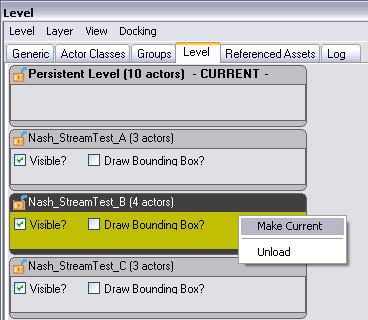 Level
Level Layer View Docking
Generic Actor Classes Groups Level Referenced Assets Log
Persistent Level (10 actors) - CURRENT -
Nash_StreamTest_A (3 actors)
Visible? Draw Bounding Box?
Nash_StreamTest_B (4 actors)
Visible? Draw Bounding Box?
Make Current
Unload
Nash_StreamTest_C (3 actors)
Visible? Draw Bounding Box?